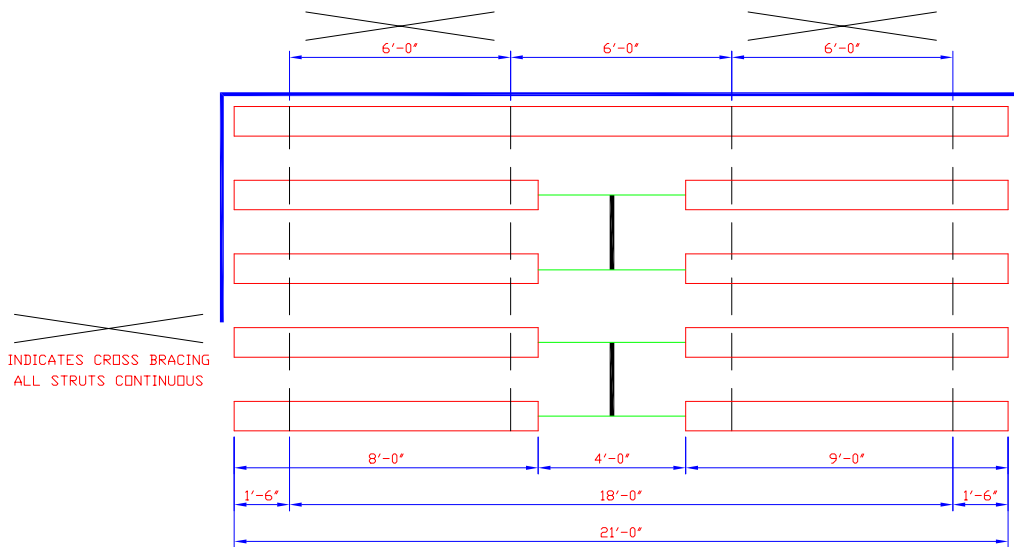 6'-0" 6'-0" 6'-0"
INDICATES CROSS BRACING
ALL STRUTS CONTINUOUS
8'-0" 4'-0" 9'-0"
1'-6" 18'-0" 1'-6"
21'-0"